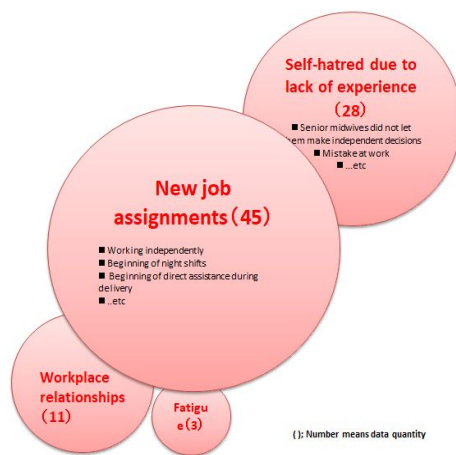 Self-hatred due to
lack of experience
(28)
■ Senior midwives did not let
hem make independent decisions
■ Mistake at work
■ ...etc
New job
assignments(45)
■ Working independently
■ Beginning of night shifts
■ Beginning of direct assistance during
delivery
■ ..etc
Workplace
relationships
(11)
Fatigu
e(3)
( ); Number means data quantity